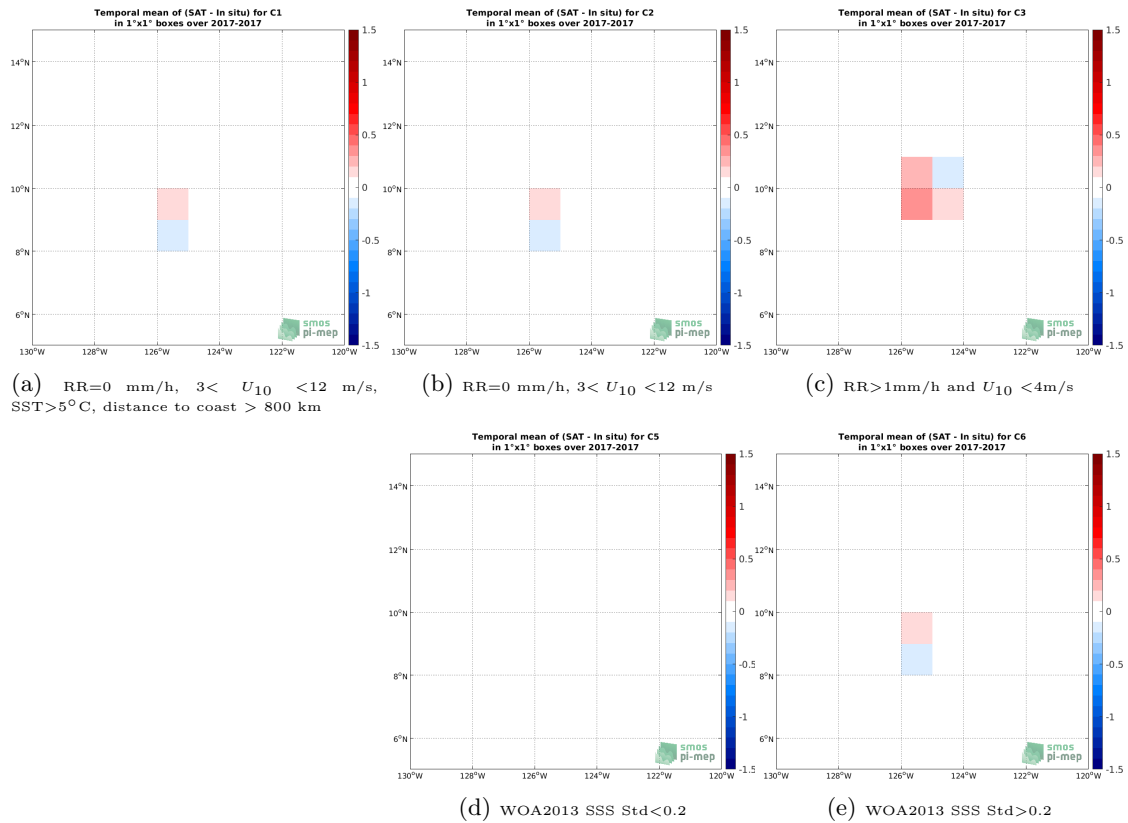 Temporal mean of (SAT - In situ) for C1
in 1°x1° boxes over 2017-2017
14°N
12°N
10°N
8°N
6°N
130°W 128°W 126°W 124°W 122°W 120°W
1.5
1
0.5
0
-0.5
-1
-1.5
smos
pi-mep
(a) RR=0 mm/h, 3< U10 <12 m/s,
SST>5°C, distance to coast > 800 km
Temporal mean of (SAT - In situ) for C2
in 1°x1° boxes over 2017-2017
14°N
12°N
10°N
8°N
6°N
130°W 128°W 126°W 124°W 122°W 120°W
1.5
1
0.5
0
-0.5
-1
-1.5
smos
pi-mep
(b) RR=0 mm/h, 3< U10 <12 m/s
Temporal mean of (SAT - In situ) for C3
in 1°x1° boxes over 2017-2017
14°N
12°N
10°N
8°N
6°N
130°W 128°W 126°W 124°W 122°W 120°W
1.5
1
0.5
0
-0.5
-1
-1.5
smos
pi-mep
(c) RR>1mm/h and U10 <4m/s
Temporal mean of (SAT - In situ) for C5
in 1°x1° boxes over 2017-2017
14°N
12°N
10°N
8°N
6°N
130°W 128°W 126°W 124°W 122°W 120°W
1.5
1
0.5
0
-0.5
-1
-1.5
smos
pi-mep
(d) WOA2013 SSS Std<0.2
Temporal mean of (SAT - In situ) for C6
in 1°x1° boxes over 2017-2017
14°N
12°N
10°N
8°N
6°N
130°W 128°W 126°W 124°W 122°W 120°W
1.5
1
0.5
0
-0.5
-1
-1.5
smos
pi-mep
(e) WOA2013 SSS Std>0.2